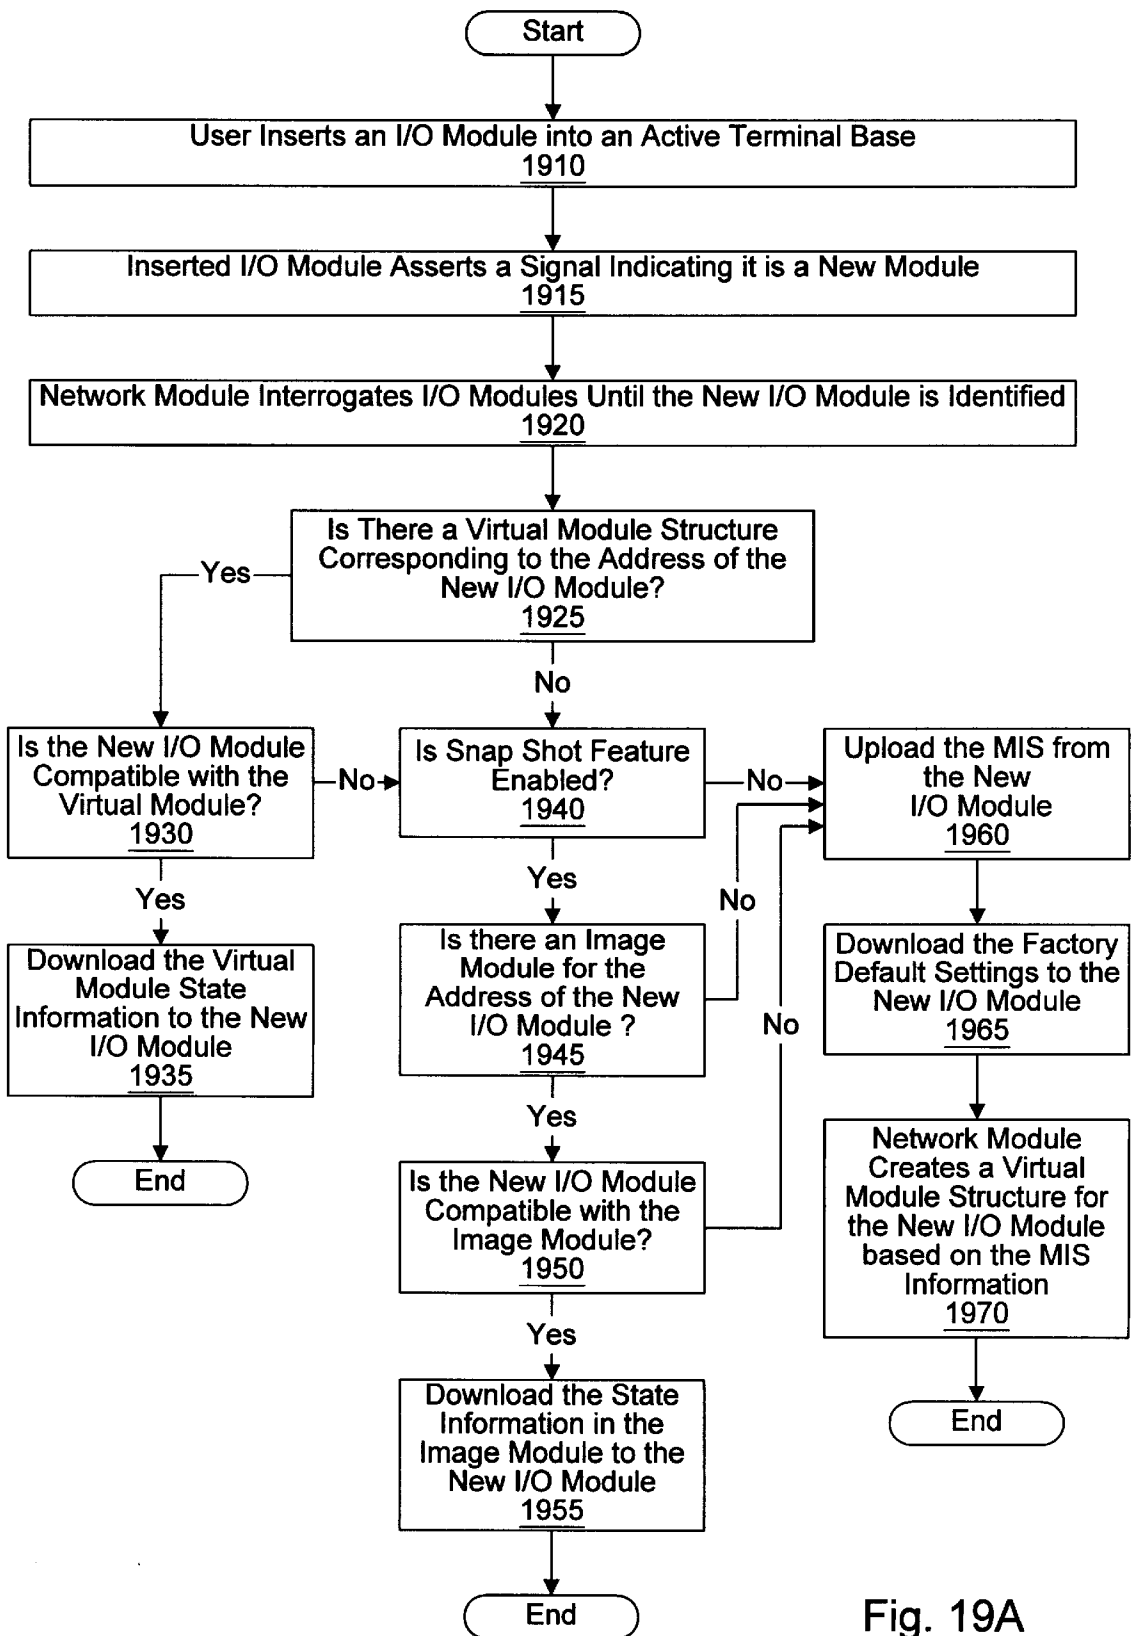 Start
User Inserts an I/O Module into an Active Terminal Base
1910
Inserted I/O Module Asserts a Signal Indicating it is a New Module
1915
Network Module Interrogates I/O Modules Until the New I/O Module is Identified
1920
Is There a Virtual Module Structure
Corresponding to the Address of the
New I/O Module?
1925
Yes
No
Is the New I/O Module
Compatible with the
Virtual Module?
1930
No
Is Snap Shot Feature
Enabled?
1940
No
Upload the MIS from
the New
I/O Module
1960
Yes
Yes
No
No
Download the Virtual
Module State
Information to the New
I/O Module
1935
Is there an Image
Module for the
Address of the New
I/O Module ?
1945
Download the Factory
Default Settings to the
New I/O Module
1965
Yes
End
Is the New I/O Module
Compatible with the
Image Module?
1950
Network Module
Creates a Virtual
Module Structure for
the New I/O Module
based on the MIS
Information
1970
Yes
Download the State
Information in the
Image Module to the
New I/O Module
1955
End
End
Fig. 19A